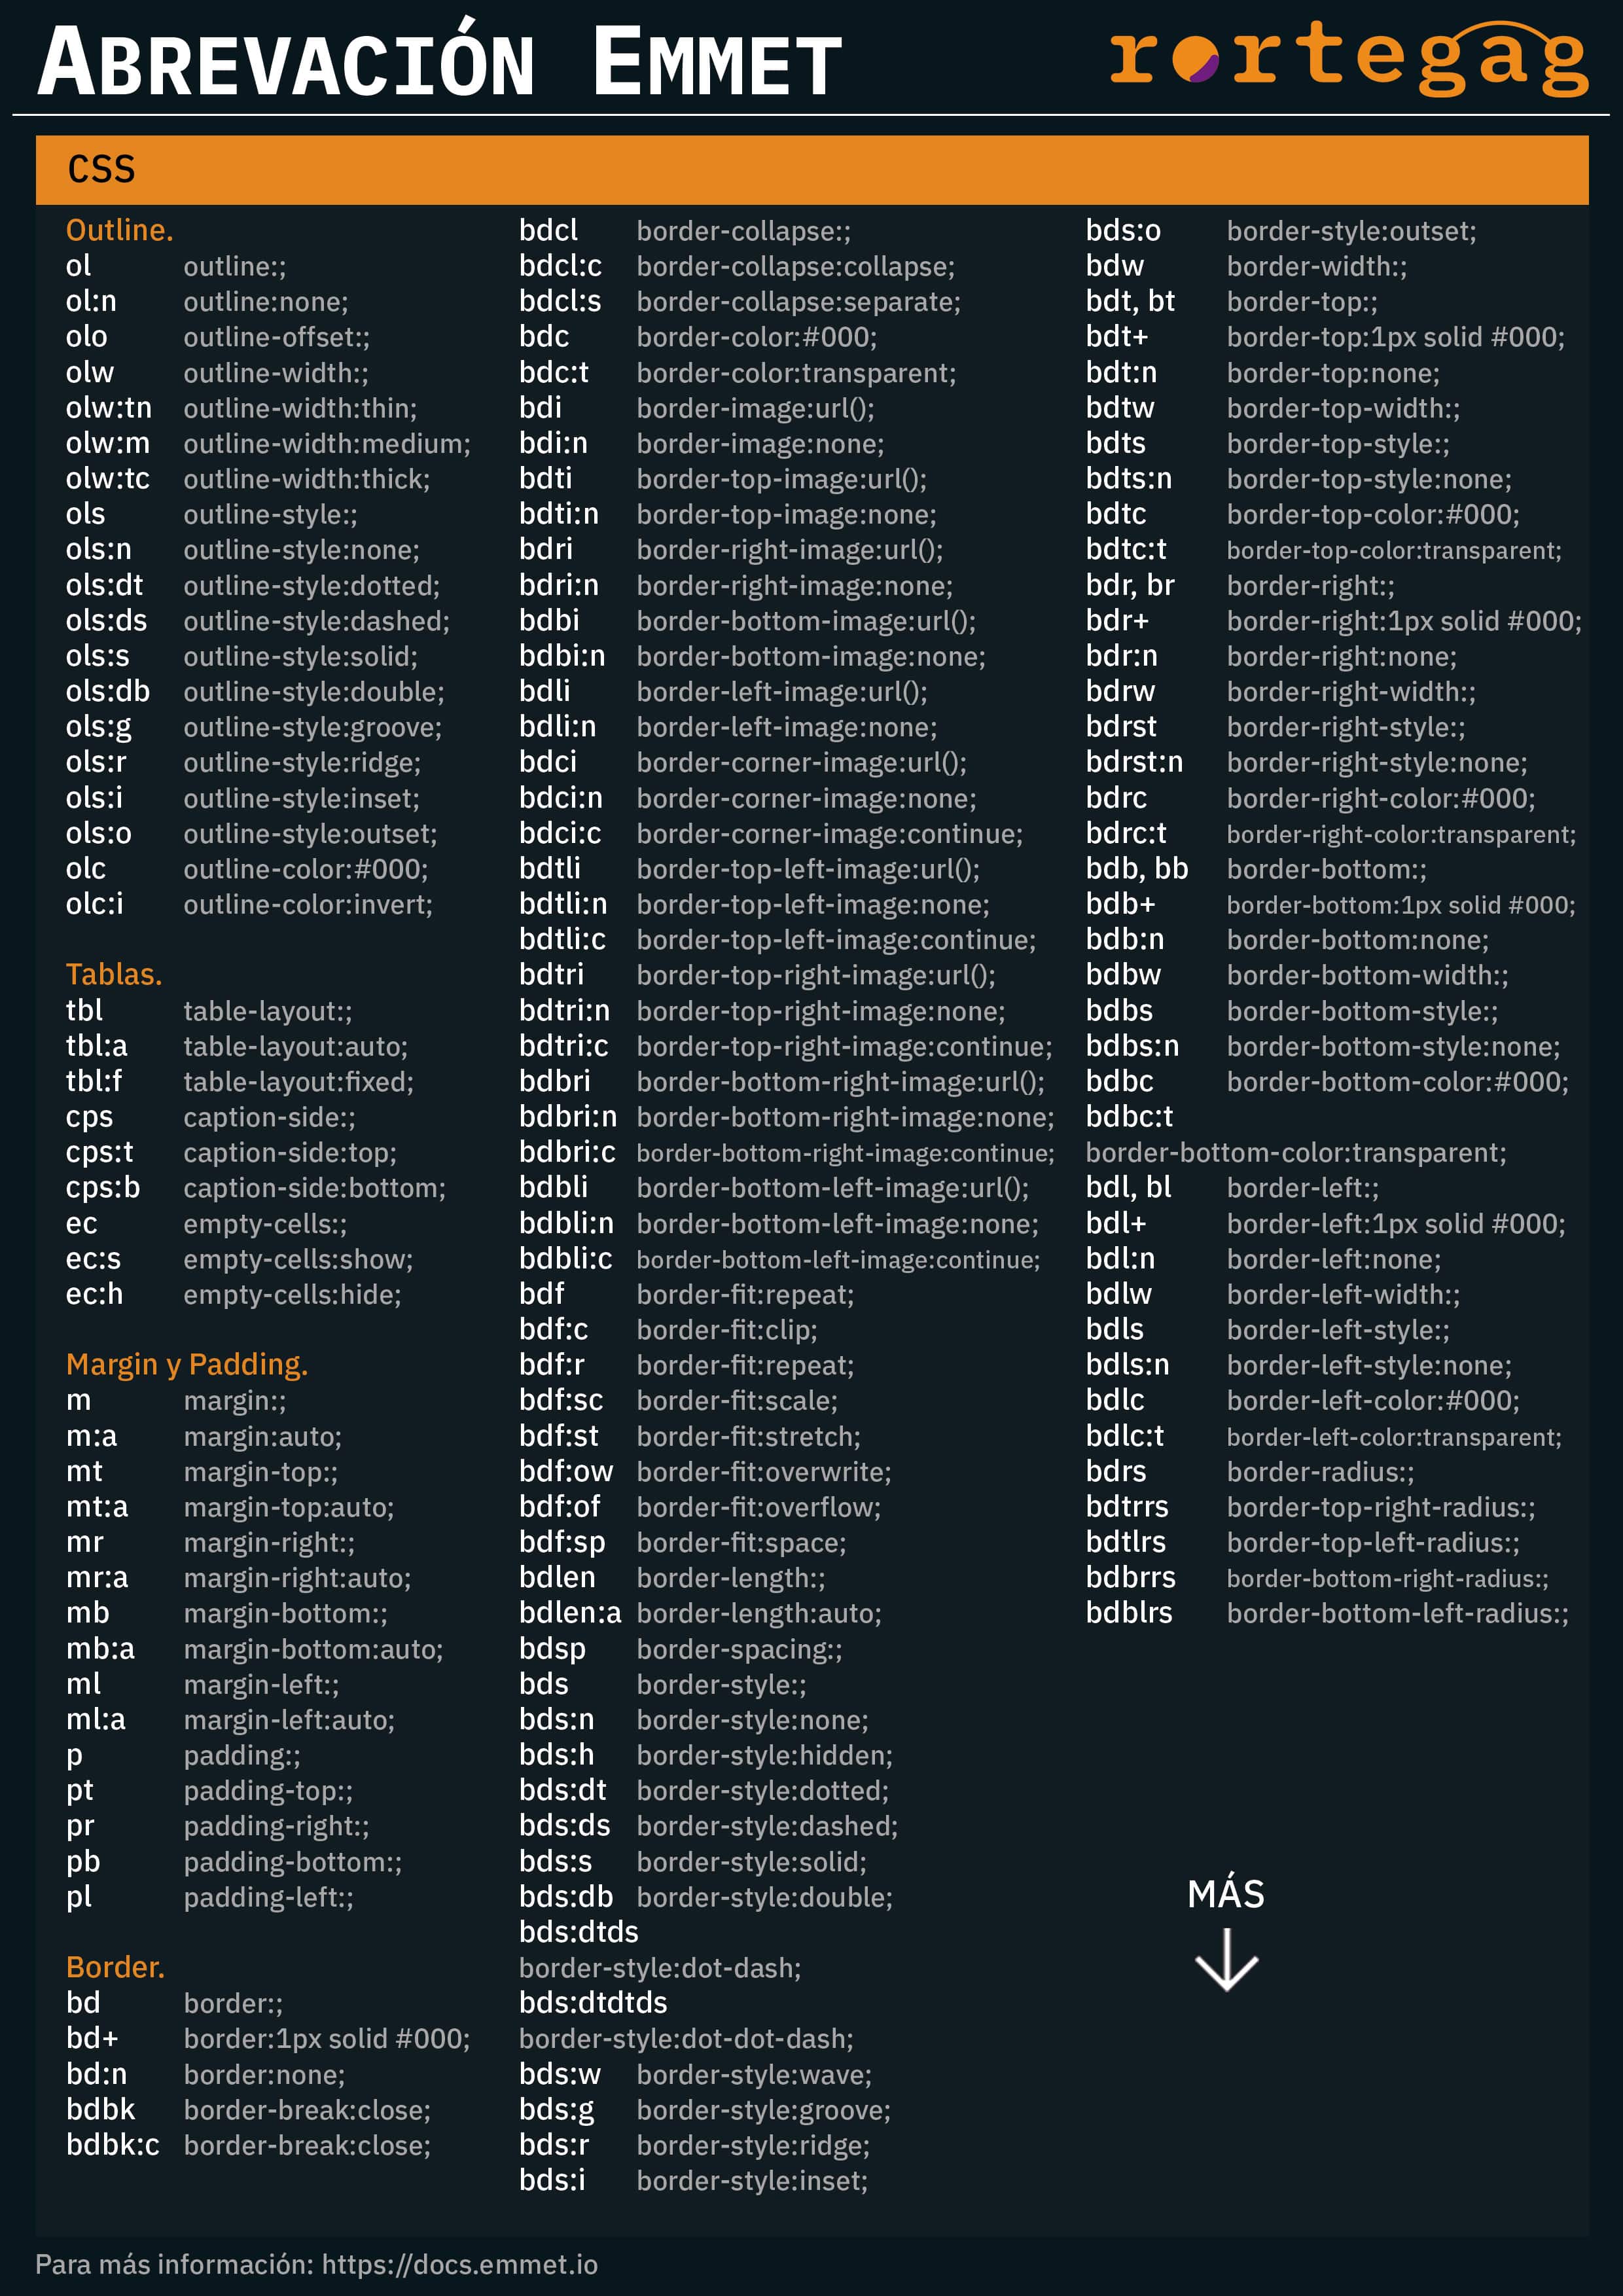 ABREVACIÓN EMMET
rortegag
CSS
Outline.
ol outline:;
ol:n outline:none;
olo outline-offset:;
olw outline-width:;
olw:tn outline-width:thin;
olw:m outline-width:medium;
olw:tc outline-width:thick;
ols outline-style:;
ols:n outline-style:none;
ols:dt outline-style:dotted;
ols:ds outline-style:dashed;
ols:s outline-style:solid;
ols:db outline-style:double;
ols:g outline-style:groove;
ols:r outline-style:ridge;
ols:i outline-style:inset;
ols:o outline-style:outset;
olc outline-color:#000;
olc:i outline-color:invert;
Tablas.
tbl table-layout:;
tbl:a table-layout:auto;
tbl:f table-layout:fixed;
cps caption-side:;
cps:t caption-side:top;
cps:b caption-side:bottom;
ec empty-cells:;
ec:s empty-cells:show;
ec:h empty-cells:hide;
Margin y Padding.
m margin:;
m:a margin:auto;
mt margin-top:;
mt:a margin-top:auto;
mr margin-right:;
mr:a margin-right:auto;
mb margin-bottom:;
mb:a margin-bottom:auto;
ml margin-left:;
ml:a margin-left:auto;
p padding:;
pt padding-top:;
pr padding-right:;
pb padding-bottom:;
pl padding-left:;
Border.
bd border:;
bd+ border:1px solid #000;
bd:n border:none;
bdbk border-break:close;
bdbk:c border-break:close;
bdcl border-collapse:;
bdcl:c border-collapse:collapse;
bdcl:s border-collapse:separate;
bdc border-color:#000;
bdc:t border-color:transparent;
bdi border-image:url();
bdi:n border-image:none;
bdti border-top-image:url();
bdti:n border-top-image:none;
bdri border-right-image:url();
bdri:n border-right-image:none;
bdbi border-bottom-image:url();
bdbi:n border-bottom-image:none;
bdli border-left-image:url();
bdli:n border-left-image:none;
bdci border-corner-image:url();
bdci:n border-corner-image:none;
bdci:c border-corner-image:continue;
bdtli border-top-left-image:url();
bdtli:n border-top-left-image:none;
bdtli:c border-top-left-image:continue;
bdtri border-top-right-image:url();
bdtri:n border-top-right-image:none;
bdtri:c border-top-right-image:continue;
bdbri border-bottom-right-image:url();
bdbri:n border-bottom-right-image:none;
bdbri:c border-bottom-right-image:continue;
bdbli border-bottom-left-image:url();
bdbli:n border-bottom-left-image:none;
bdbli:c border-bottom-left-image:continue;
bdf border-fit:repeat;
bdf:c border-fit:clip;
bdf:r border-fit:repeat;
bdf:sc border-fit:scale;
bdf:st border-fit:stretch;
bdf:ow border-fit:overwrite;
bdf:of border-fit:overflow;
bdf:sp border-fit:space;
bdlen border-length:;
bdlen:a border-length:auto;
bdsp border-spacing:;
bds border-style:;
bds:n border-style:none;
bds:h border-style:hidden;
bds:dt border-style:dotted;
bds:ds border-style:dashed;
bds:s border-style:solid;
bds:db border-style:double;
bds:dtds
border-style:dot-dash;
bds:dtdtds
border-style:dot-dot-dash;
bds:w border-style:wave;
bds:g border-style:groove;
bds:r border-style:ridge;
bds:i border-style:inset;
bds:o border-style:outset;
bdw border-width:;
bdt, bt border-top:;
bdt+ border-top:1px solid #000;
bdt:n border-top:none;
bdtw border-top-width:;
bdts border-top-style:;
bdts:n border-top-style:none;
bdtc border-top-color:#000;
bdtc:t border-top-color:transparent;
bdr, br border-right:;
bdr+ border-right:1px solid #000;
bdr:n border-right:none;
bdrw border-right-width:;
bdrst border-right-style:;
bdrst:n border-right-style:none;
bdrc border-right-color:#000;
bdrc:t border-right-color:transparent;
bdb, bb border-bottom:;
bdb+ border-bottom:1px solid #000;
bdb:n border-bottom:none;
bdbw border-bottom-width:;
bdbs border-bottom-style:;
bdbs:n border-bottom-style:none;
bdbc border-bottom-color:#000;
bdbc:t
border-bottom-color:transparent;
bdl, bl border-left:;
bdl+ border-left:1px solid #000;
bdl:n border-left:none;
bdlw border-left-width:;
bdls border-left-style:;
bdls:n border-left-style:none;
bdlc border-left-color:#000;
bdlc:t border-left-color:transparent;
bdrs border-radius:;
bdtrrs border-top-right-radius:;
bdtlrs border-top-left-radius:;
bdbrrs border-bottom-right-radius:;
bdblrs border-bottom-left-radius:;
MÁS
Para más información: https://docs.emmet.io